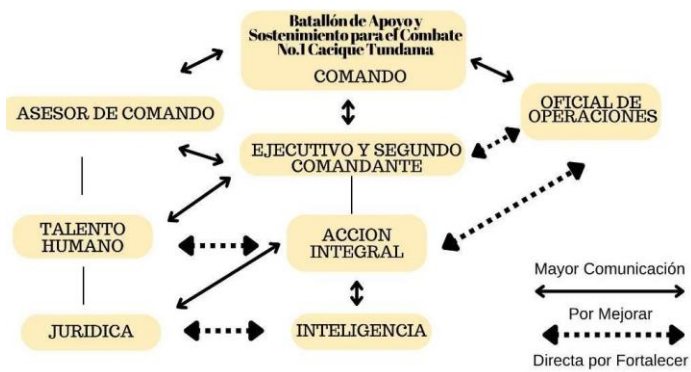 Batallón de Apoyo y
Sostenimiento para el Combate
No.1 Cacique Tundama
COMANDO
ASESOR DE COMANDO
OFICIAL DE
OPERACIONES
EJECUTIVO Y SEGUNDO
COMANDANTE
TALENTO
HUMANO
ACCION
INTEGRAL
JURIDICA
INTELIGENCIA
Mayor Comunicación
Por Mejorar
Directa por Fortalecer